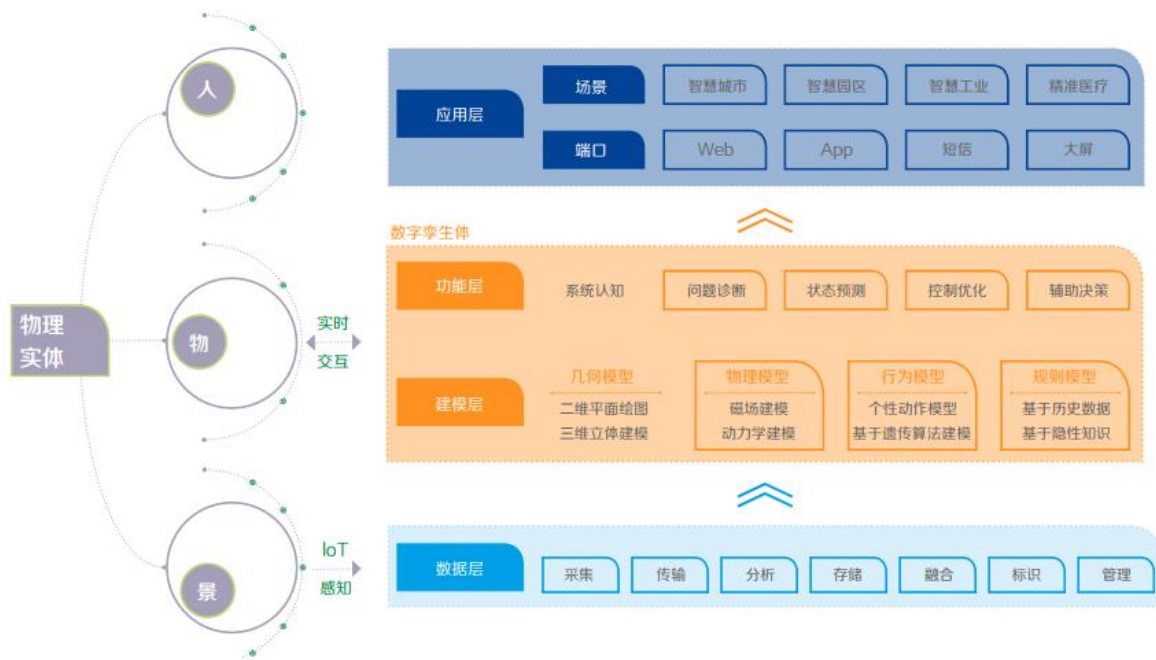 物理
实体
人
物
景
实时
交互
IoT
感知
应用层
场景
智慧城市
智慧园区
智慧工业
精准医疗
端口
Web
App
短信
大屏
数字孪生体
功能层
系统认知
问题诊断
状态预测
控制优化
辅助决策
建模层
几何模型
二维平面绘图
三维立体建模
物理模型
磁场建模
动力学建模
行为模型
个性动作模型
基于遗传算法建模
规则模型
基于历史数据
基于隐性知识
数据层
采集
传输
分析
存储
融合
标识
管理